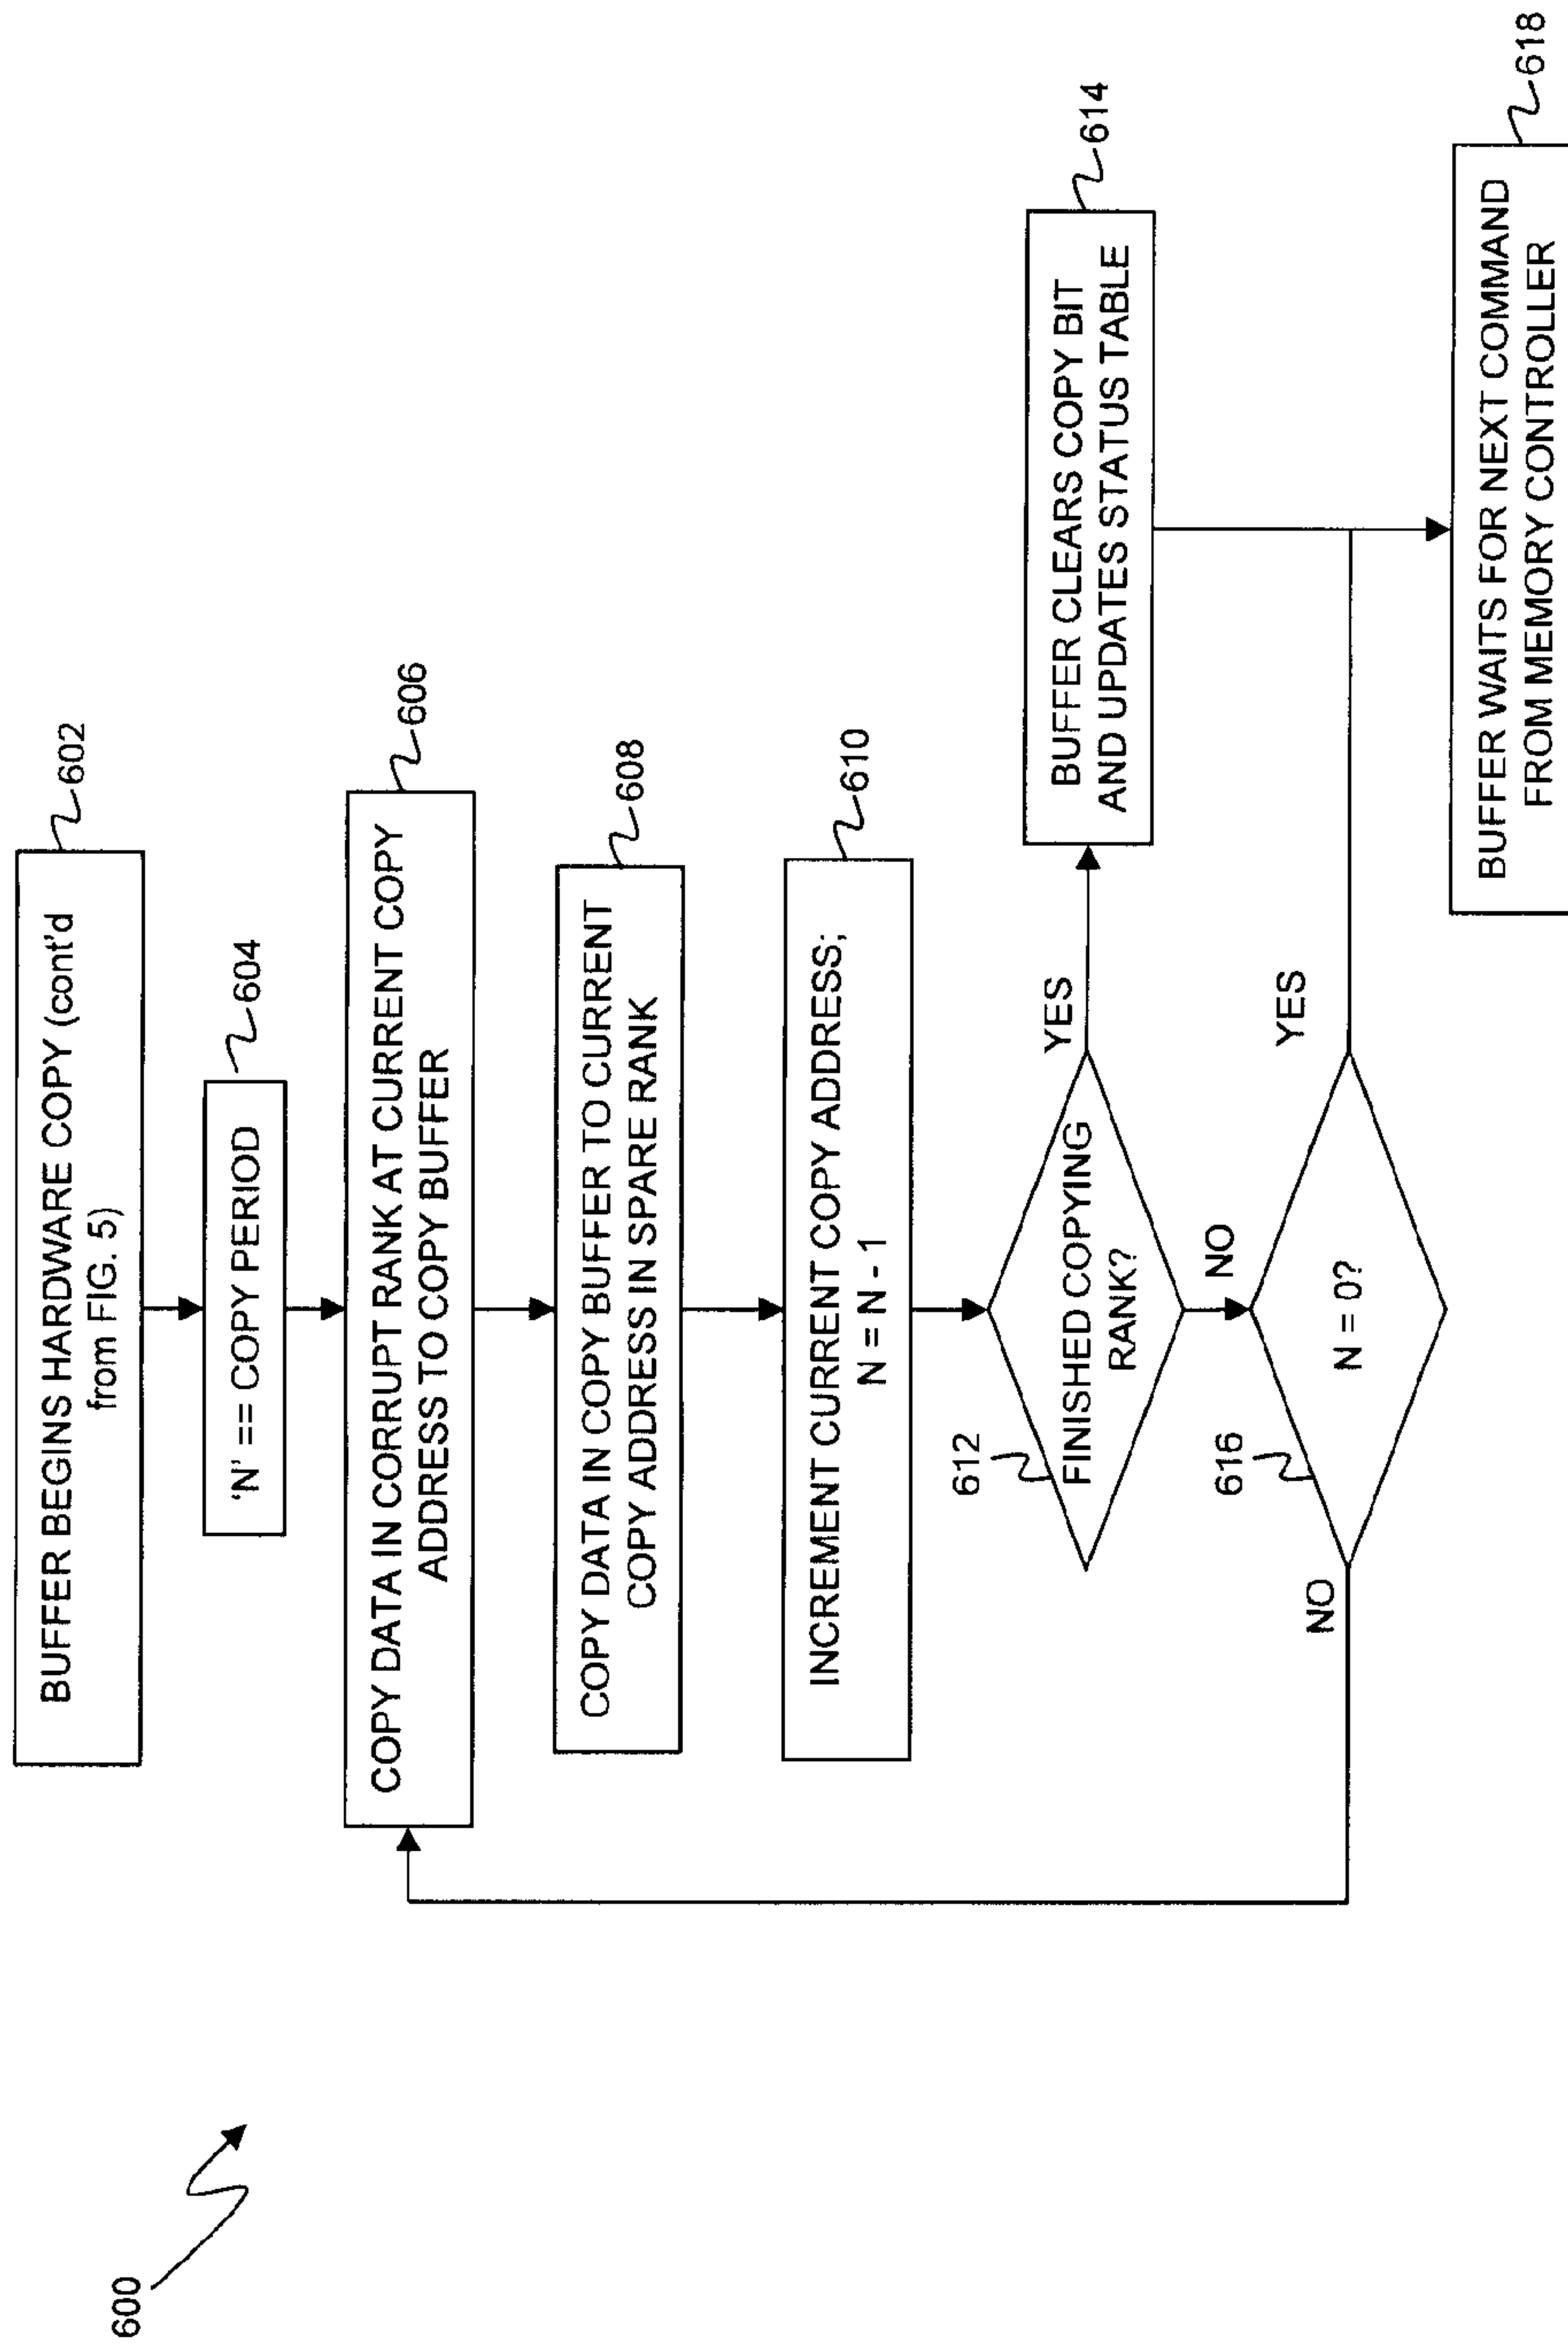 600
BUFFER BEGINS HARDWARE COPY (cont'd
from FIG. 5)
602
'N' == COPY PERIOD
604
COPY DATA IN CORRUPT RANK AT CURRENT COPY
ADDRESS TO COPY BUFFER
606
COPY DATA IN COPY BUFFER TO CURRENT
COPY ADDRESS IN SPARE RANK
608
INCREMENT CURRENT COPY ADDRESS;
N = N - 1
610
612
FINISHED COPYING
RANK?
YES
NO
BUFFER CLEARS COPY BIT
AND UPDATES STATUS TABLE
614
616
N = 0?
YES
NO
BUFFER WAITS FOR NEXT COMMAND
FROM MEMORY CONTROLLER
618